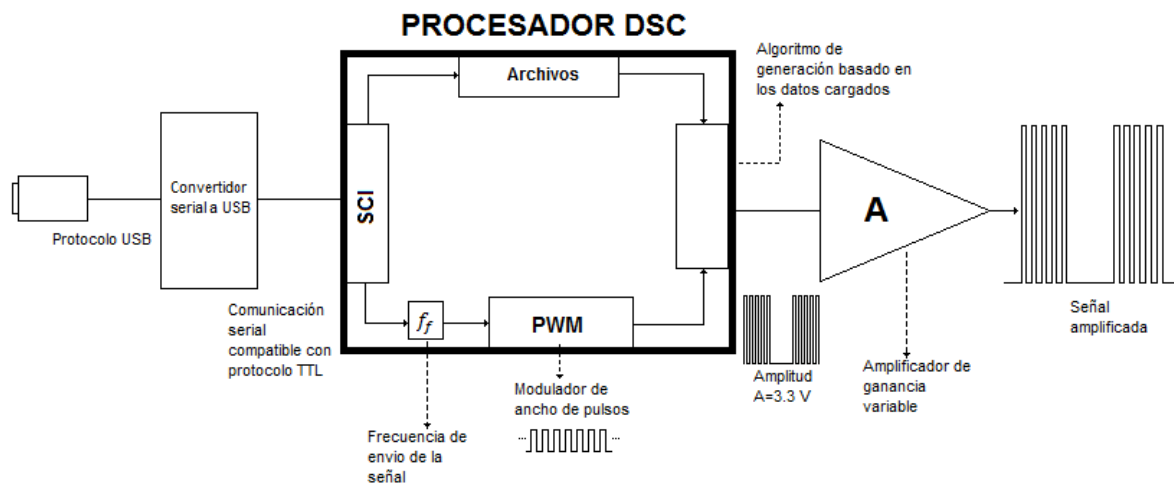 PROCESADOR DSC
Protocolo USB
Convertidor
serial a USB
Comunicación
serial
compatible con
protocolo TTL
SCI
Archivos
f_f
PWM
Frecuencia de
envio de la
señal
Modulador de
ancho de pulsos
... ...
Algoritmo de
generación basado en
los datos cargados
Amplitud
A=3.3 V
A
Amplificador de
ganancia
variable
Señal
amplificada